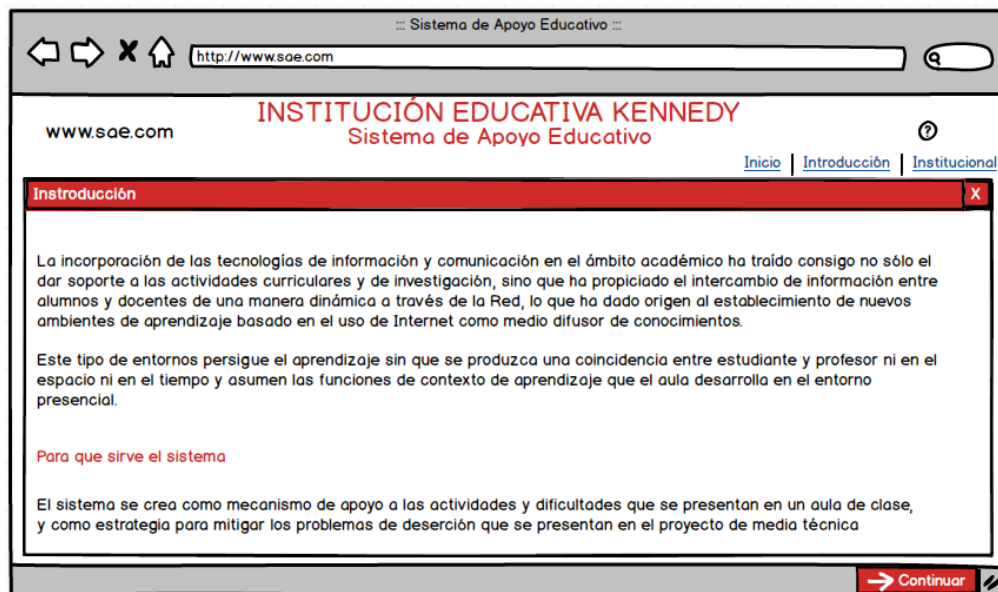 ::: Sistema de Apoyo Educativo :::
http://www.sae.com
INSTITUCIÓN EDUCATIVA KENNEDY
www.sae.com
Sistema de Apoyo Educativo
?
Inicio | Introducción | Institucional
Instroducción
X
La incorporación de las tecnologías de información y comunicación en el ámbito académico ha traído consigo no sólo el
dar soporte a las actividades curriculares y de investigación, sino que ha propiciado el intercambio de información entre
alumnos y docentes de una manera dinámica a través de la Red, lo que ha dado origen al establecimiento de nuevos
ambientes de aprendizaje basado en el uso de Internet como medio difusor de conocimientos.
Este tipo de entornos persigue el aprendizaje sin que se produzca una coincidencia entre estudiante y profesor ni en el
espacio ni en el tiempo y asumen las funciones de contexto de aprendizaje que el aula desarrolla en el entorno
presencial.
Para que sirve el sistema
El sistema se crea como mecanismo de apoyo a las actividades y dificultades que se presentan en un aula de clase,
y como estrategia para mitigar los problemas de deserción que se presentan en el proyecto de media técnica
Continuar